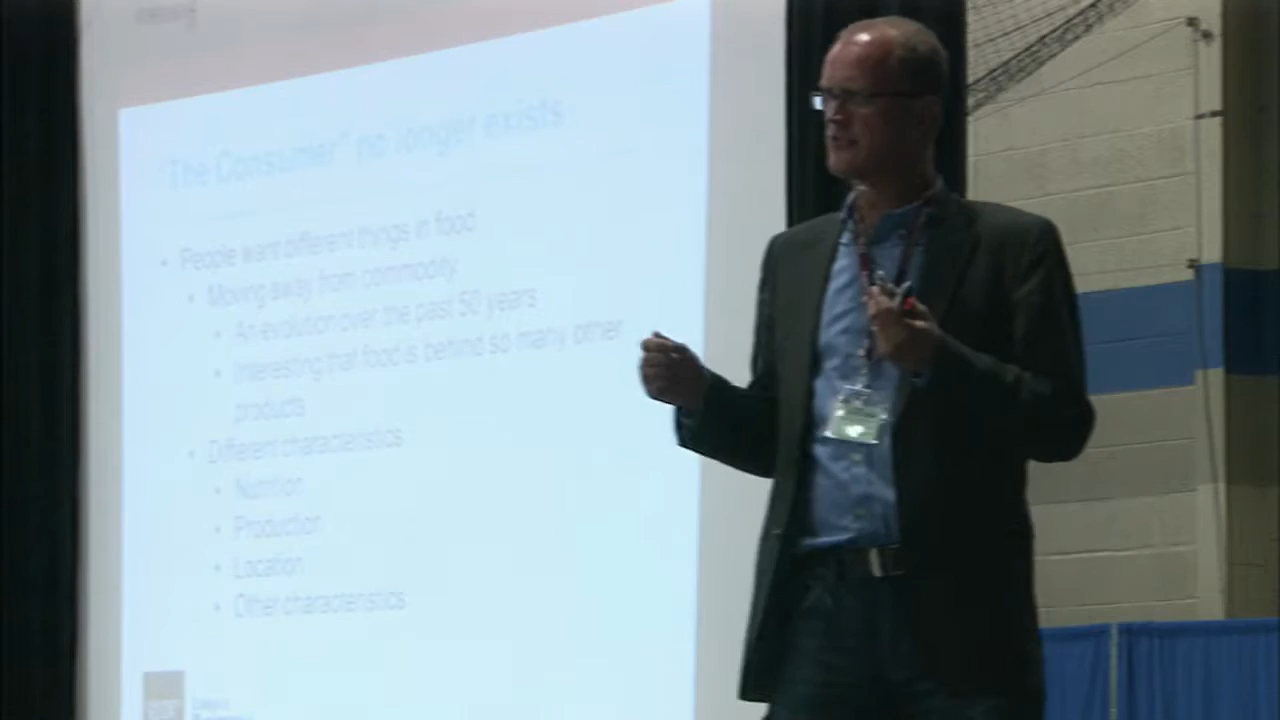 "The Consumer" no longer exists
• People want different things in food
• Moving away from commodity
• An evolution over the past 50 years
• Interesting that food is behind so many other
products
• Different characteristics
• Nutrition
• Production
• Location
• Other characteristics